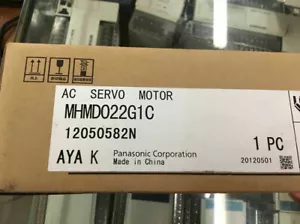 AC SERVO MOTOR
MHMD022G1C
12050582N
1 PC
AYA K
Panasonic Corporation
Made in China
20120501